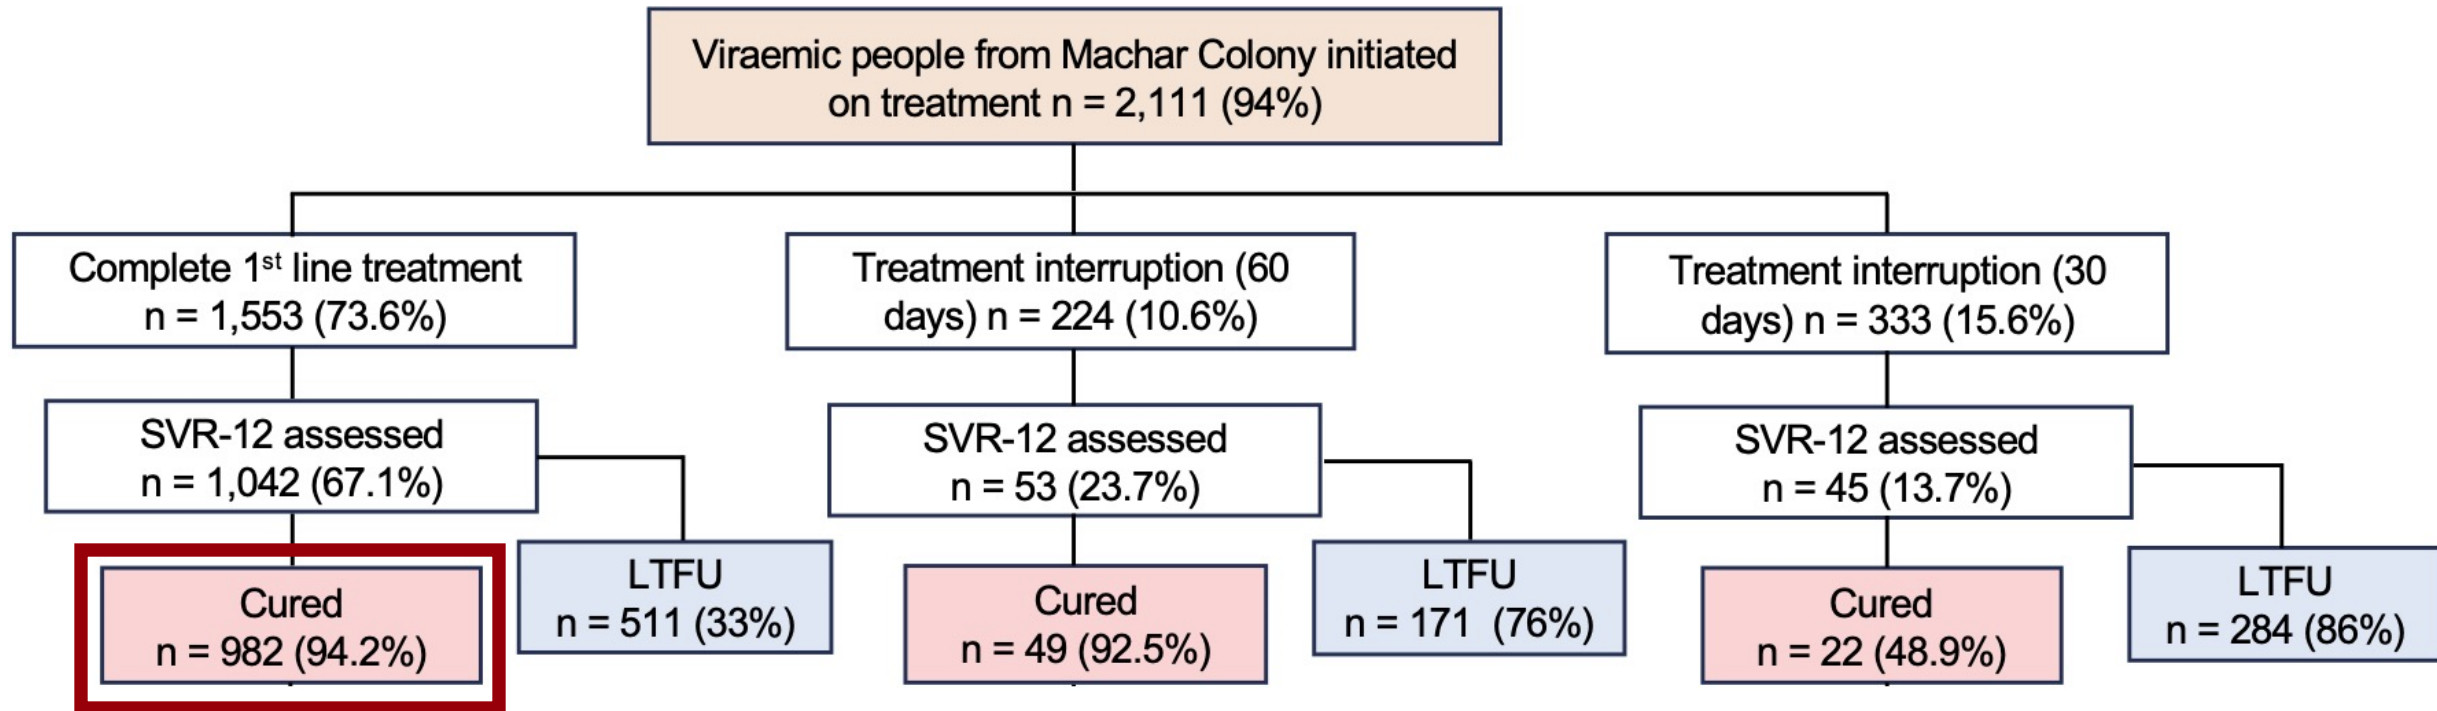 Viraemic people from Machar Colony initiated
on treatment n = 2,111 (94%)
Complete 1st line treatment
n = 1,553 (73.6%)
Treatment interruption (60
days) n = 224 (10.6%)
Treatment interruption (30
days) n = 333 (15.6%)
SVR-12 assessed
n = 1,042 (67.1%)
SVR-12 assessed
n = 53 (23.7%)
SVR-12 assessed
n = 45 (13.7%)
Cured
n = 982 (94.2%)
LTFU
n = 511 (33%)
Cured
n = 49 (92.5%)
LTFU
n = 171 (76%)
Cured
n = 22 (48.9%)
LTFU
n = 284 (86%)